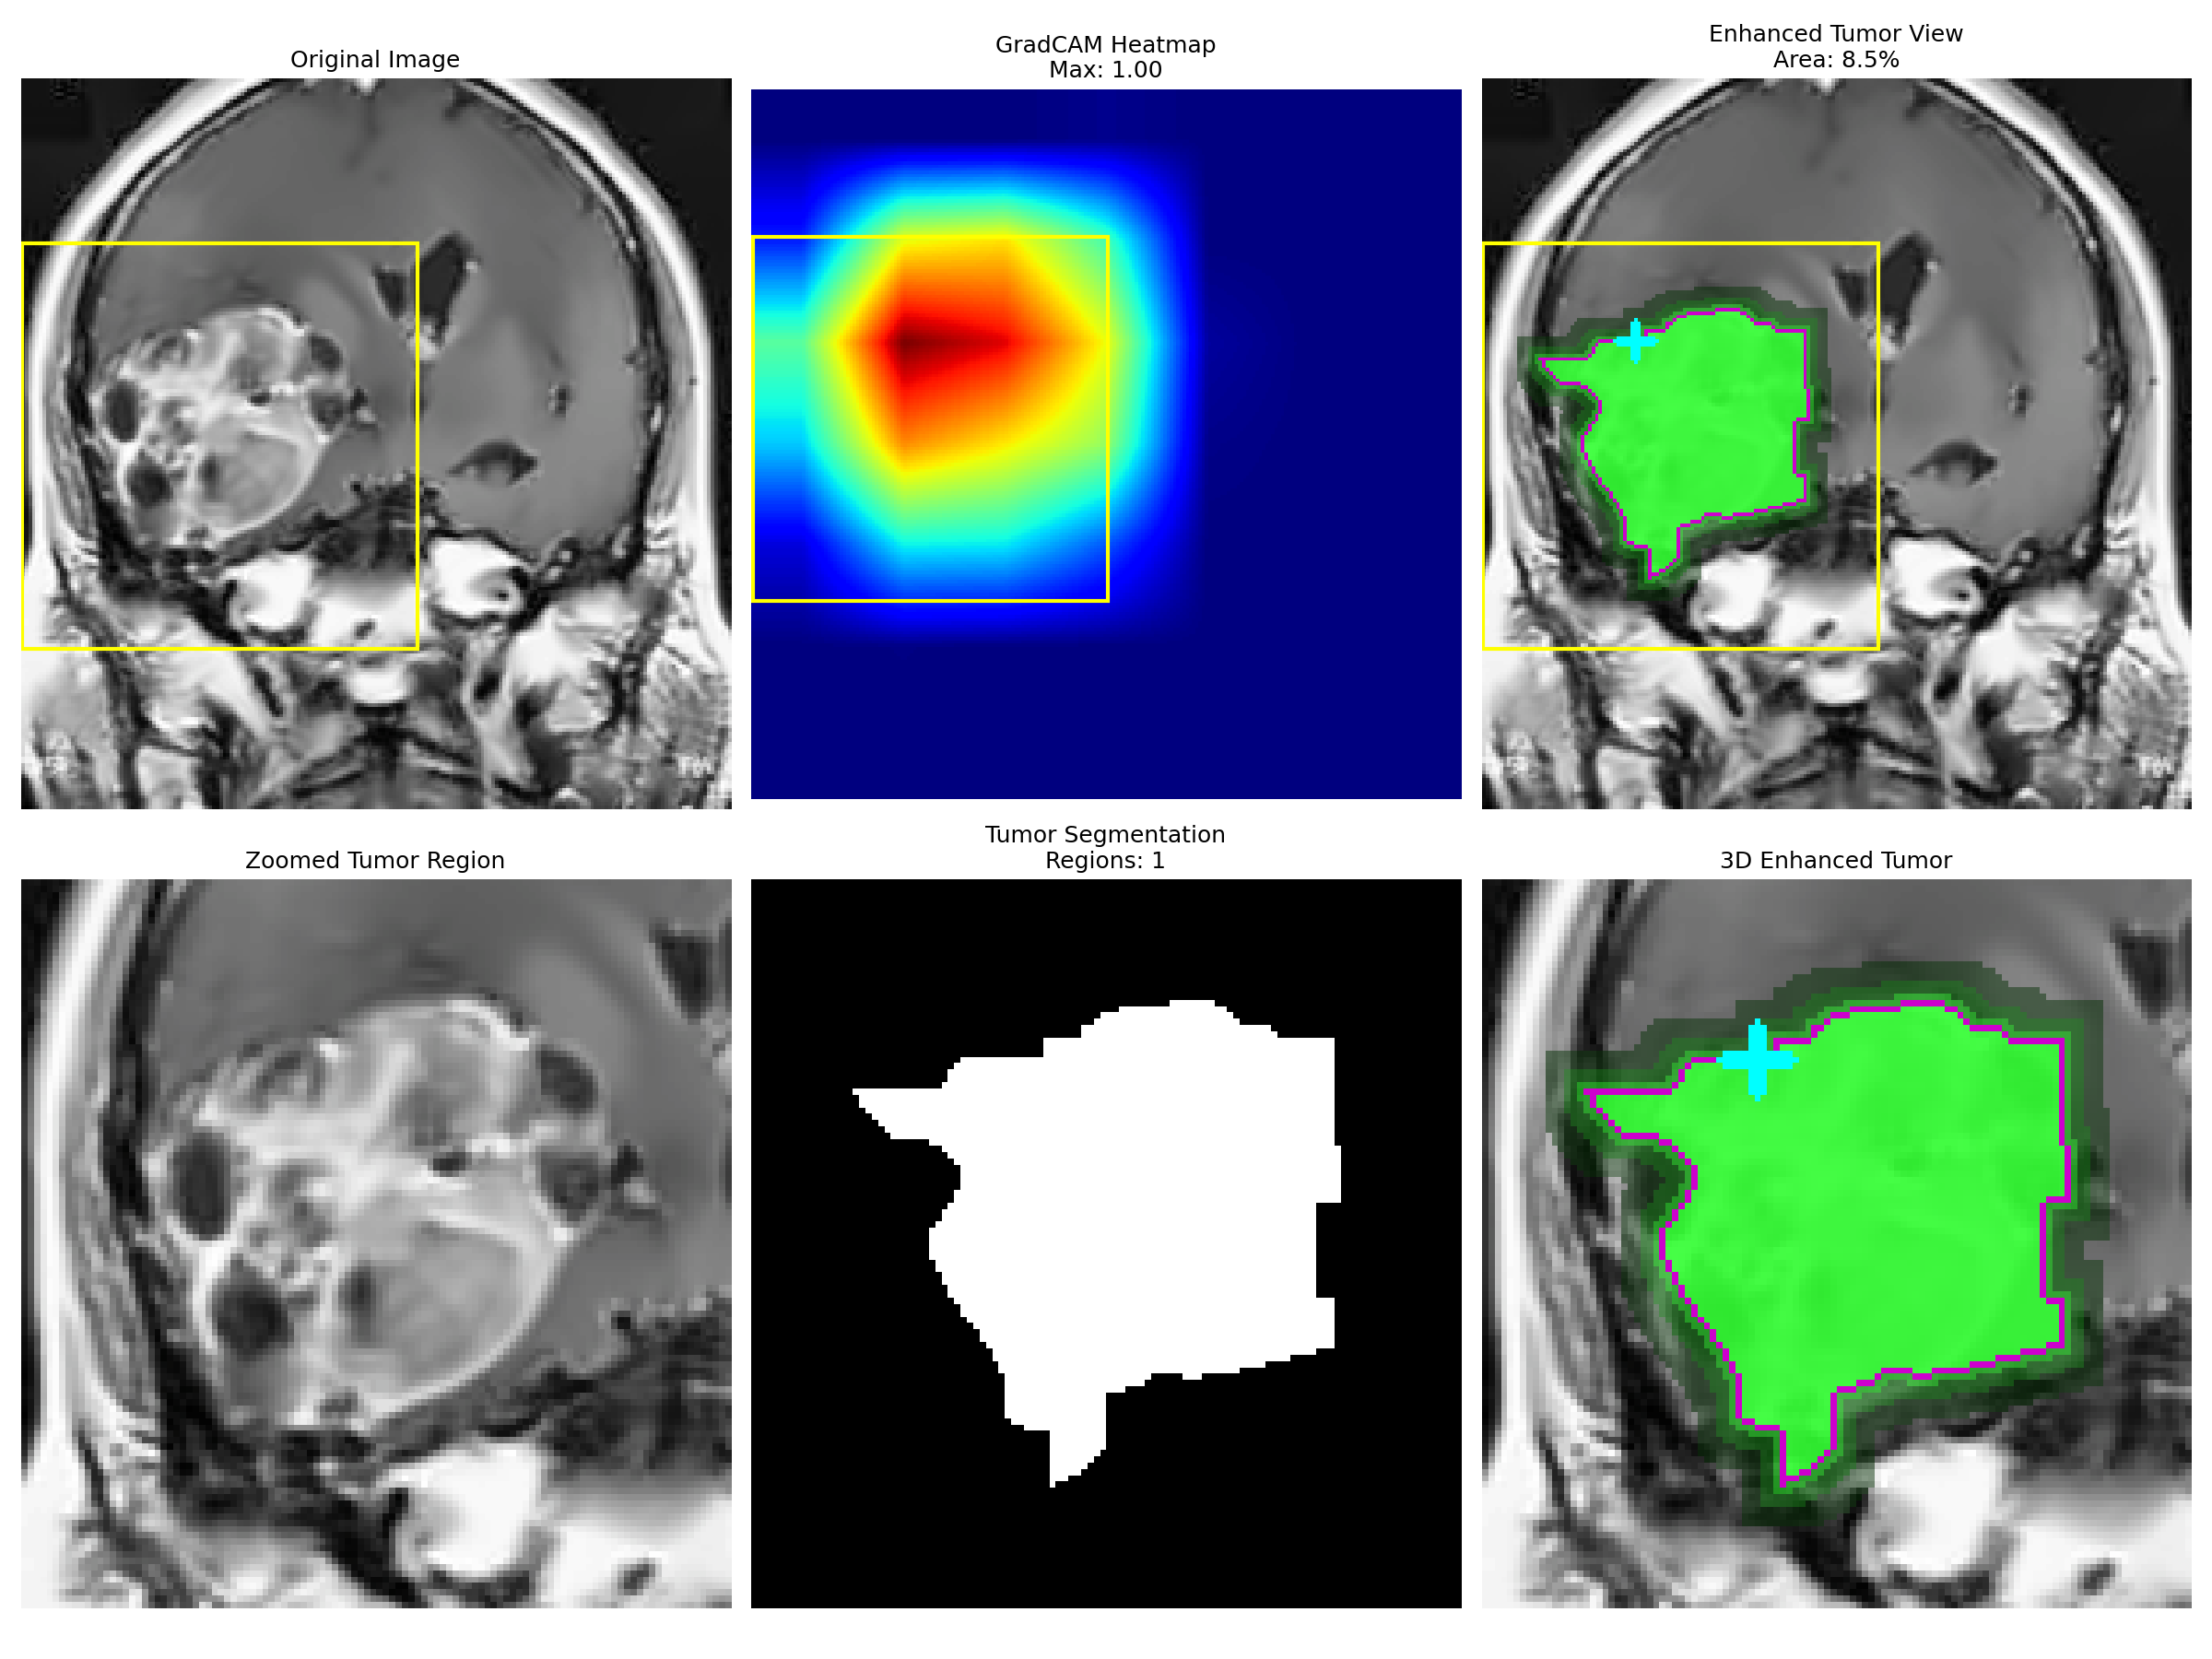 Original Image
GradCAM Heatmap
Max: 1.00
Enhanced Tumor View
Area: 8.5%
Zoomed Tumor Region
Tumor Segmentation
Regions: 1
3D Enhanced Tumor